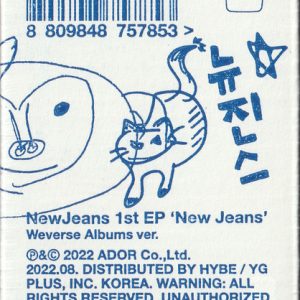 8 809848 757853 >
뉴진스
NewJeans 1st EP 'New Jeans'
Weverse Albums ver.
℗&© 2022 ADOR Co.,Ltd.
2022.08. DISTRIBUTED BY HYBE / YG
PLUS, INC. KOREA. WARNING: ALL
RIGHTS RESERVED. UNAUTHORIZED